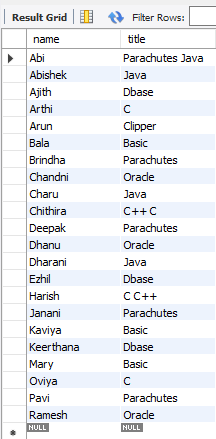 Result Grid Filter Rows:
name title
Abi Parachutes Java
Abishek Java
Ajith Dbase
Arthi C
Arun Clipper
Bala Basic
Brindha Parachutes
Chandni Oracle
Charu Java
Chithira C++ C
Deepak Parachutes
Dhanu Oracle
Dharani Java
Ezhil Dbase
Harish C C++
Janani Parachutes
Kaviya Basic
Keerthana Dbase
Mary Basic
Oviya C
Pavi Parachutes
Ramesh Oracle
NULL NULL